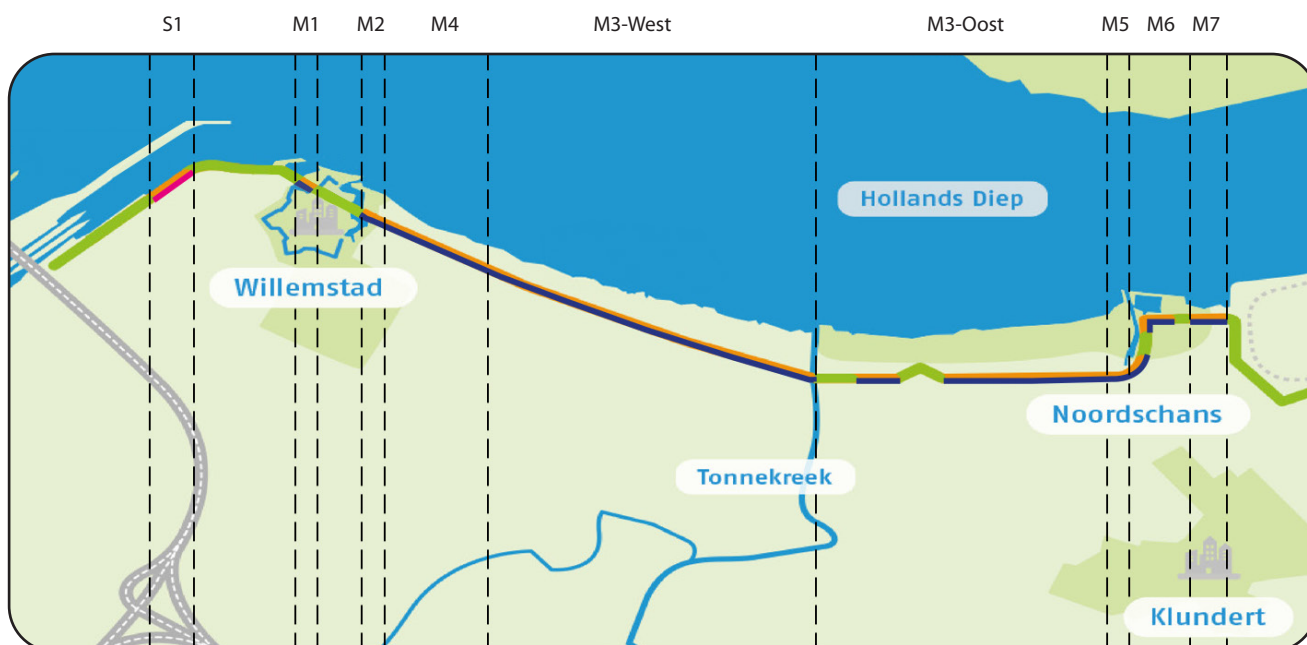 S1 M1 M2 M4 M3-West M3-Oost M5 M6 M7
Hollands Diep
Willemstad
Noordschans
Tonnekreek
Klundert